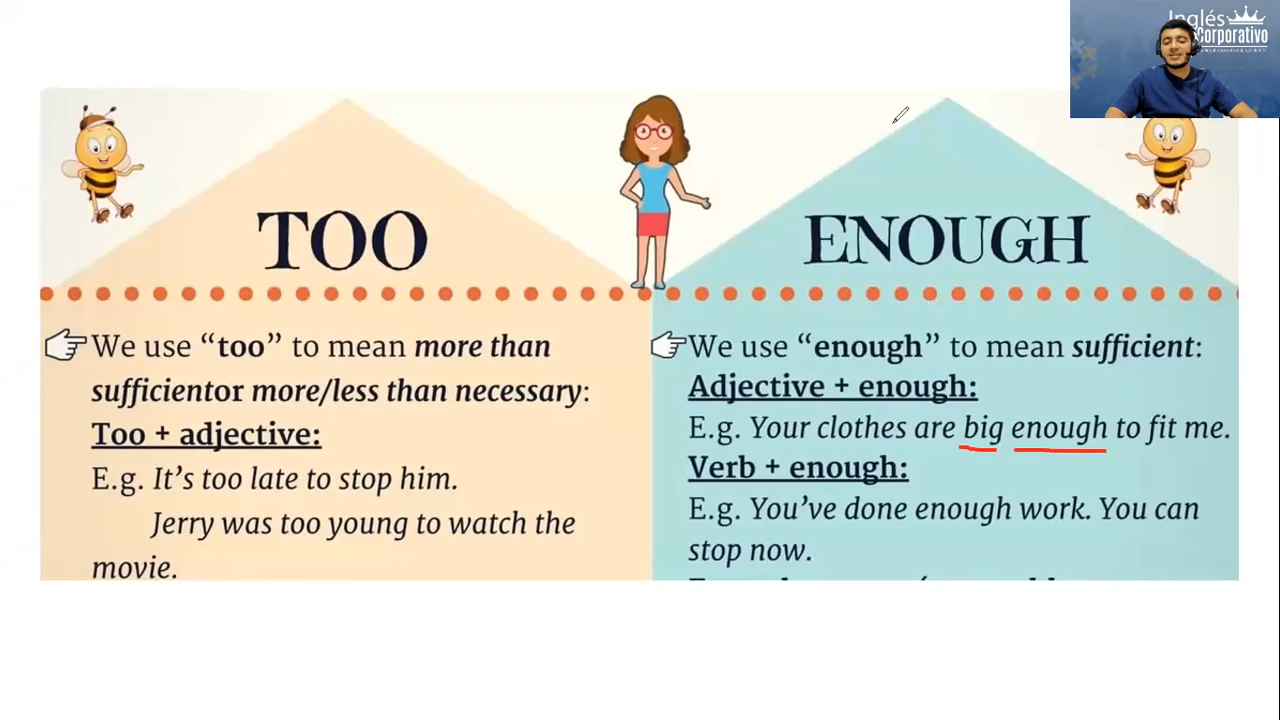 Inglés
Corporativo
TOO
We use “too” to mean more than
sufficientor more/less than necessary:
Too + adjective:
E.g. It’s too late to stop him.
Jerry was too young to watch the
movie.
ENOUGH
We use “enough” to mean sufficient:
Adjective + enough:
E.g. Your clothes are big enough to fit me.
Verb + enough:
E.g. You’ve done enough work. You can
stop now.